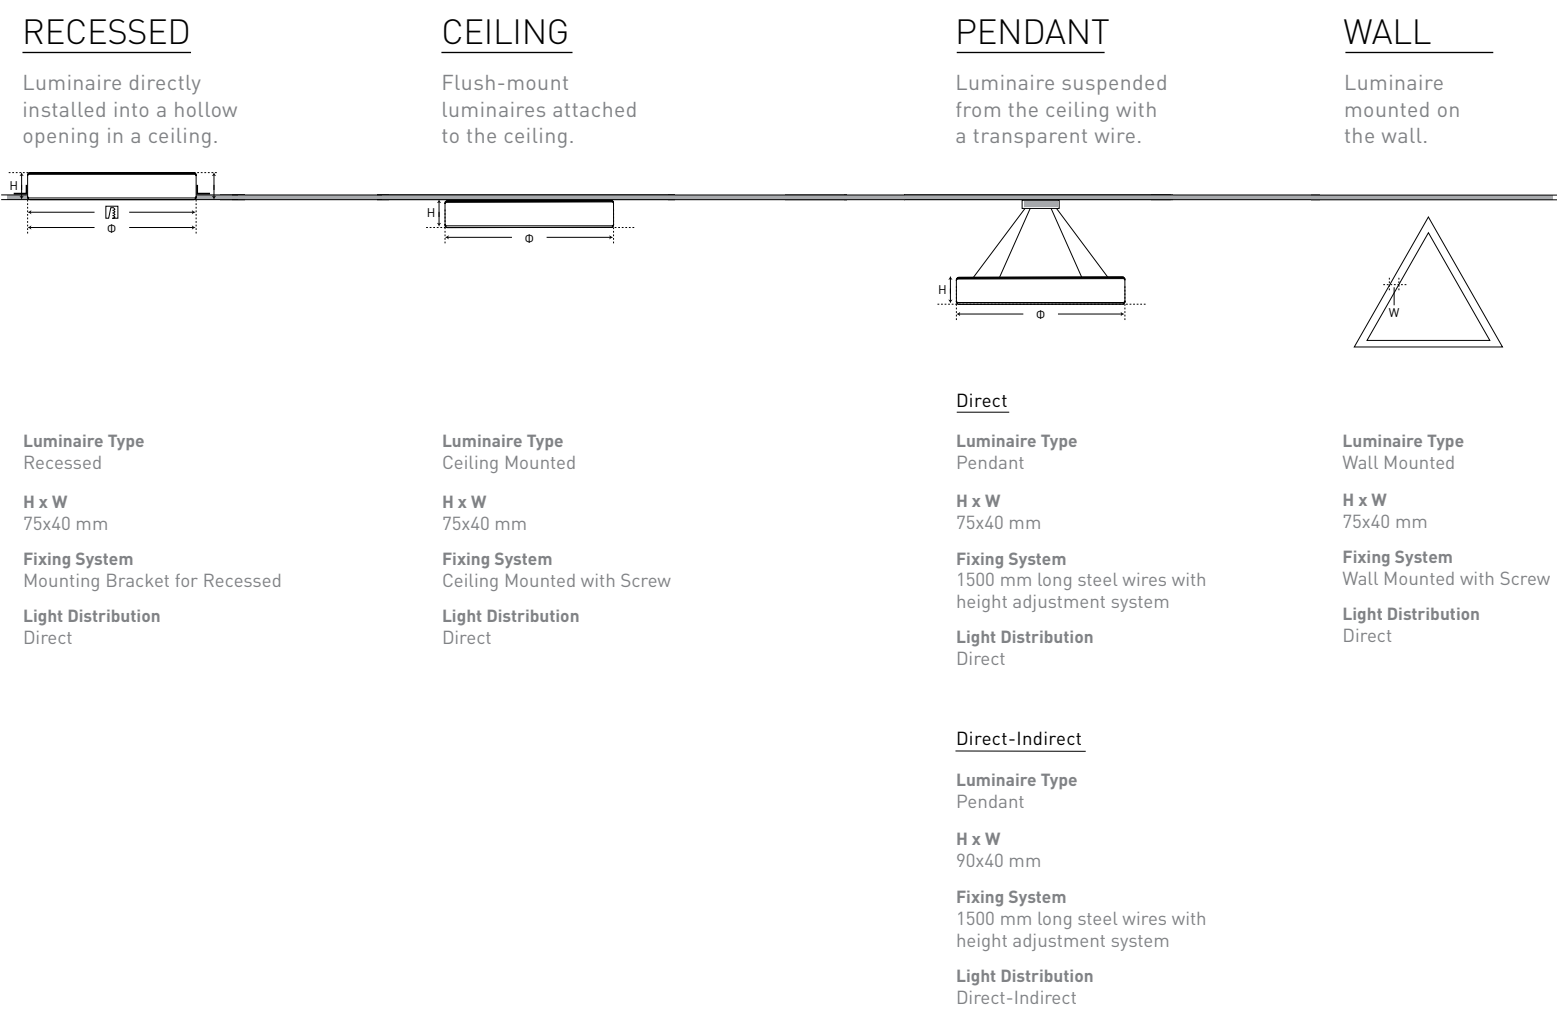 RECESSED
Luminaire directly
installed into a hollow
opening in a ceiling.
H
Φ
Luminaire Type
Recessed
H x W
75x40 mm
Fixing System
Mounting Bracket for Recessed
Light Distribution
Direct
CEILING
Flush-mount
luminaires attached
to the ceiling.
H
Φ
Luminaire Type
Ceiling Mounted
H x W
75x40 mm
Fixing System
Ceiling Mounted with Screw
Light Distribution
Direct
PENDANT
Luminaire suspended
from the ceiling with
a transparent wire.
H
Φ
Direct
Luminaire Type
Pendant
H x W
75x40 mm
Fixing System
1500 mm long steel wires with
height adjustment system
Light Distribution
Direct
Direct-Indirect
Luminaire Type
Pendant
H x W
90x40 mm
Fixing System
1500 mm long steel wires with
height adjustment system
Light Distribution
Direct-Indirect
WALL
Luminaire
mounted on
the wall.
W
Luminaire Type
Wall Mounted
H x W
75x40 mm
Fixing System
Wall Mounted with Screw
Light Distribution
Direct